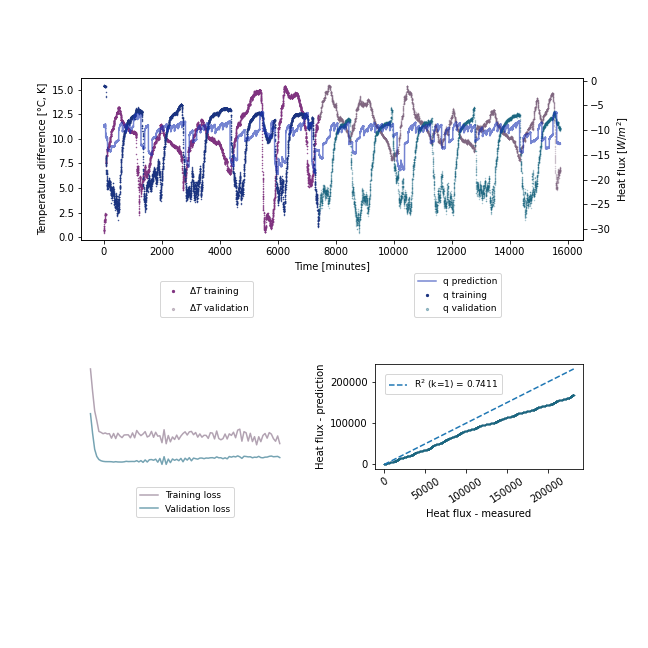 Temperature difference [°C, K]
15.0
12.5
10.0
7.5
5.0
2.5
0.0
0
−5
−10
−15
−20
−25
−30
Heat flux [W/m²]
0 2000 4000 6000 8000 10000 12000 14000 16000
Time [minutes]
ΔT training
ΔT validation
q prediction
q training
q validation
Training loss
Validation loss
Heat flux - prediction
200000
100000
0
R² (k=1) = 0.7411
0 50000 100000 150000 200000
Heat flux - measured